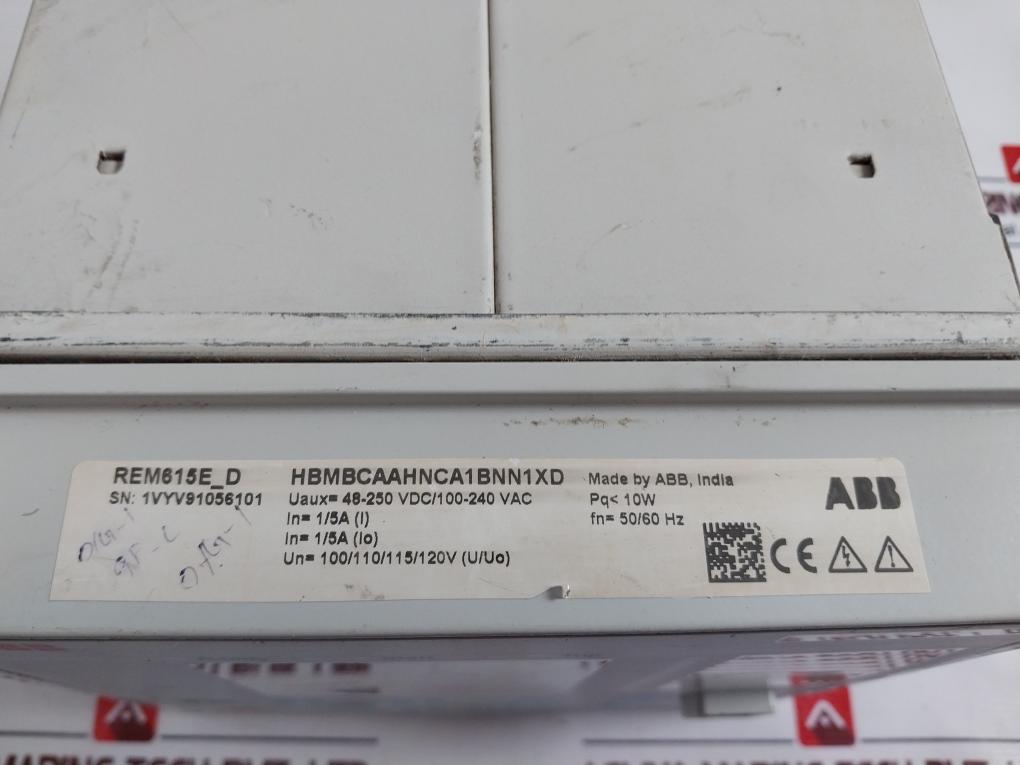 REM615E_D HBMBCAAHNCA1BNN1XD Made by ABB, India
SN: 1VYV91056101 Uaux= 48-250 VDC/100-240 VAC Pq< 10W ABB
In= 1/5A (I) fn= 50/60 Hz
In= 1/5A (Io)
Un= 100/110/115/120V (U/Uo)
CE